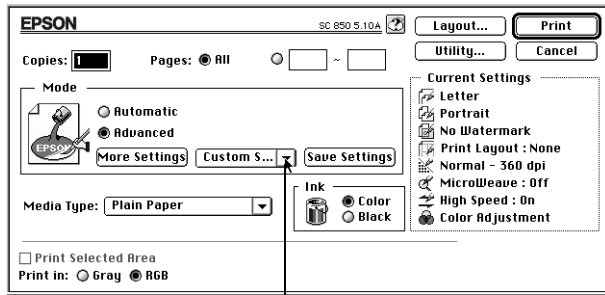 EPSON
SC 850 5.10A ?
Layout... Print
Utility... Cancel
Copies: 1 Pages: All ~
Mode
Automatic
Advanced
EPSON
More Settings Custom S... Save Settings
Media Type: Plain Paper
Ink
Color
Black
Current Settings
Letter
Portrait
No Watermark
Print Layout : None
Normal - 360 dpi
MicroWeave : Off
High Speed : On
Color Adjustment
Print Selected Area
Print in: Gray RGB